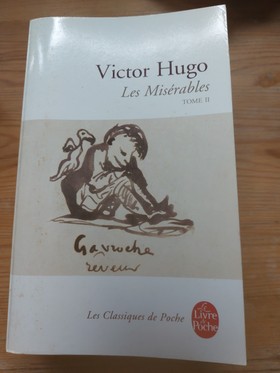 Victor Hugo
Les Misérables
TOME II
Gavroche
rêveur
Les Classiques de Poche
Le
Livre
de
Poche